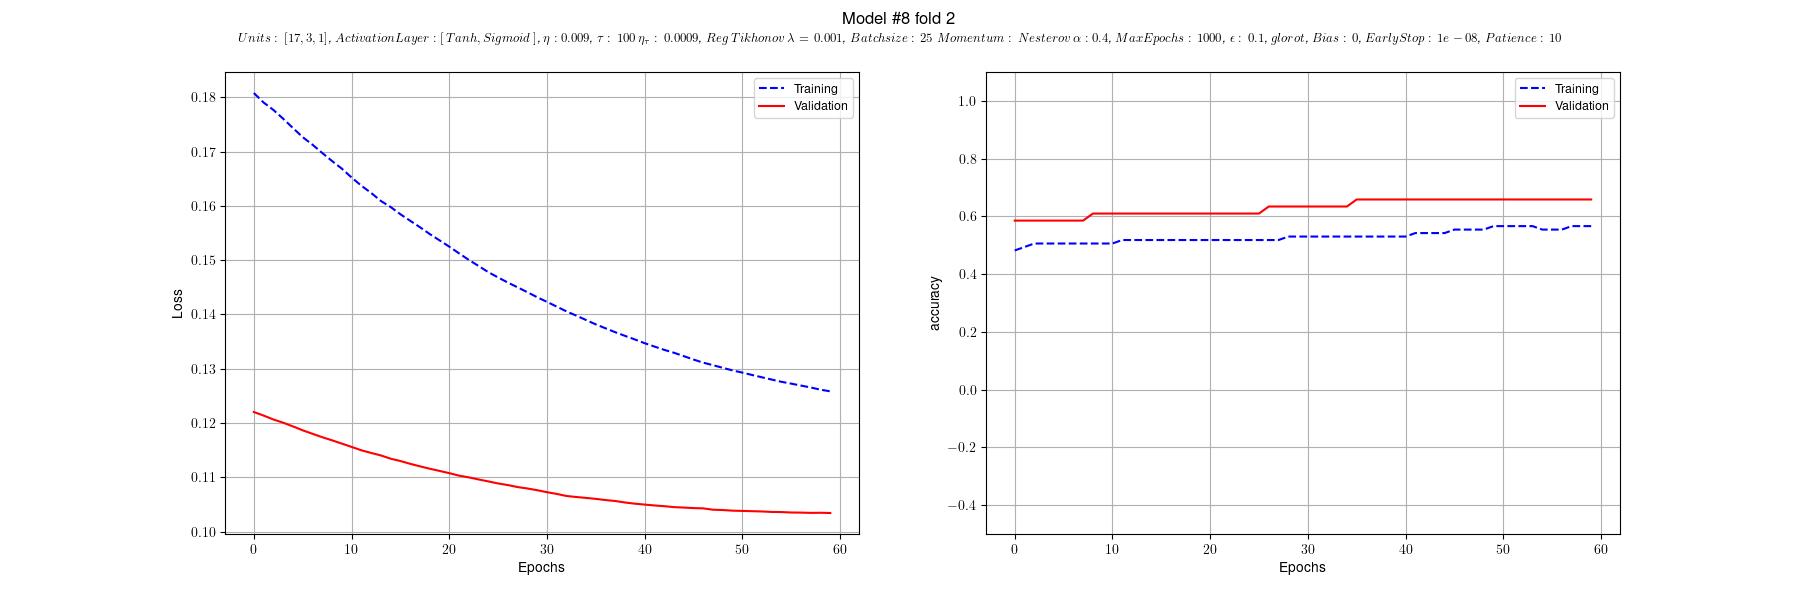 Model #8 fold 2
Units : [17, 3, 1], ActivationLayer : [ Tanh, Sigmoid ], η : 0.009, τ : 100 ητ : 0.0009, Reg Tikhonov λ = 0.001, Batchsize : 25 Momentum : Nesterov α : 0.4, MaxEpochs : 1000, ϵ : 0.1, glorot, Bias : 0, EarlyStop : 1e − 08, Patience : 10
Training
Validation
0.18
0.17
0.16
0.15
0.14
0.13
0.12
0.11
0.10
Loss
0 10 20 30 40 50 60
Epochs
Training
Validation
1.0
0.8
0.6
0.4
0.2
0.0
−0.2
−0.4
accuracy
0 10 20 30 40 50 60
Epochs